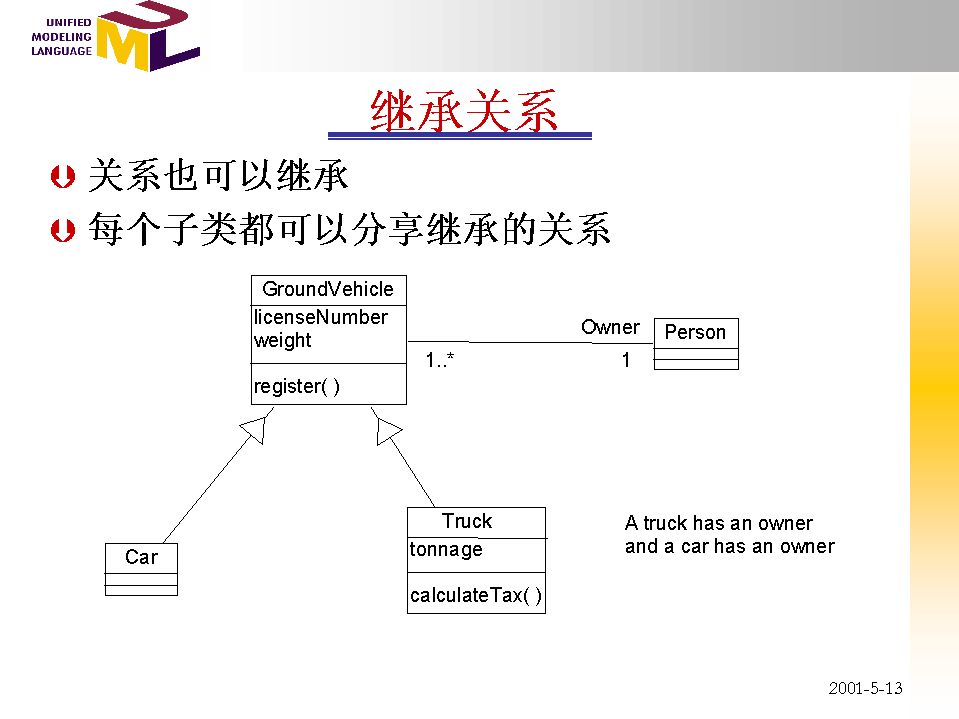 UNIFIED
MODELING
LANGUAGE
UML
继承关系
关系也可以继承
每个子类都可以分享继承的关系
GroundVehicle
licenseNumber
weight
register( )
Owner
1..*
1
Person
Car
Truck
tonnage
calculateTax( )
A truck has an owner
and a car has an owner
2001-5-13